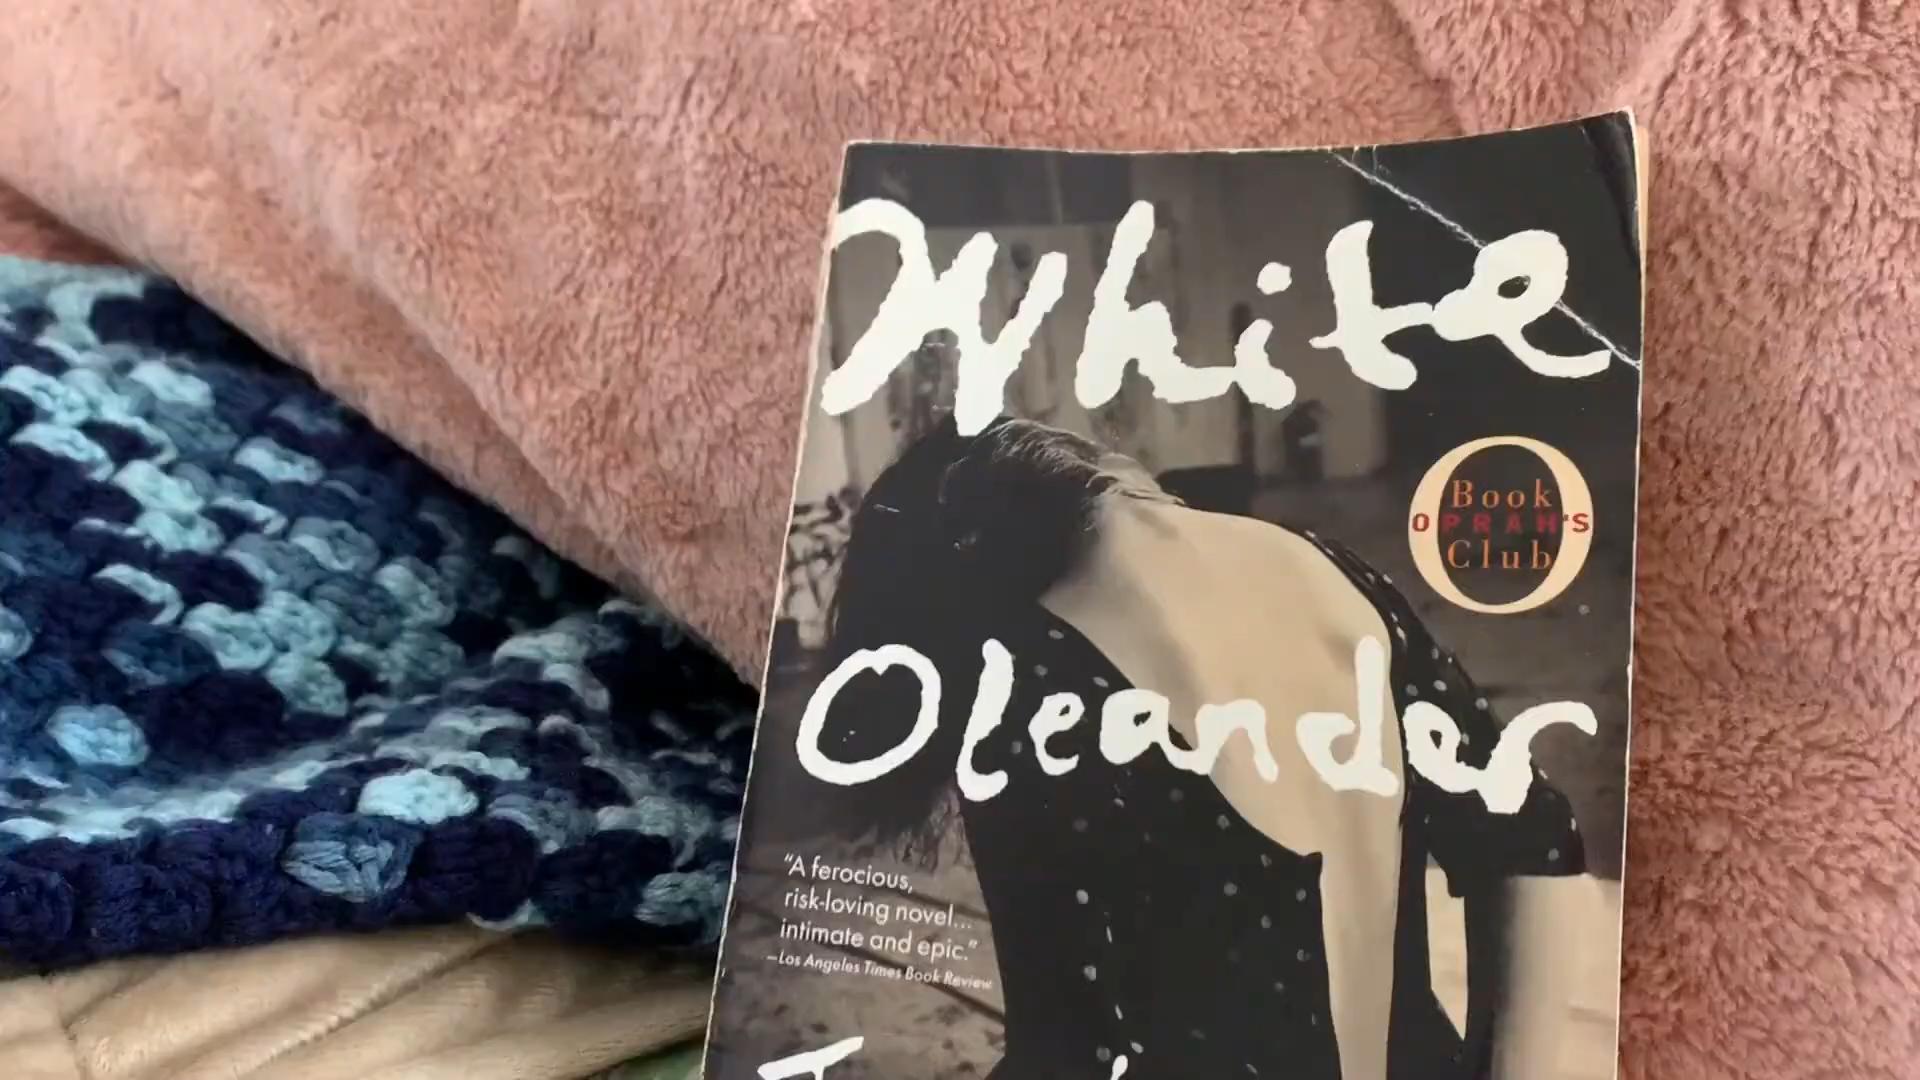 White
Book
OPRAH'S
Club
Oleander
“A ferocious,
risk-loving novel...
intimate and epic.”
—Los Angeles Times Book Review